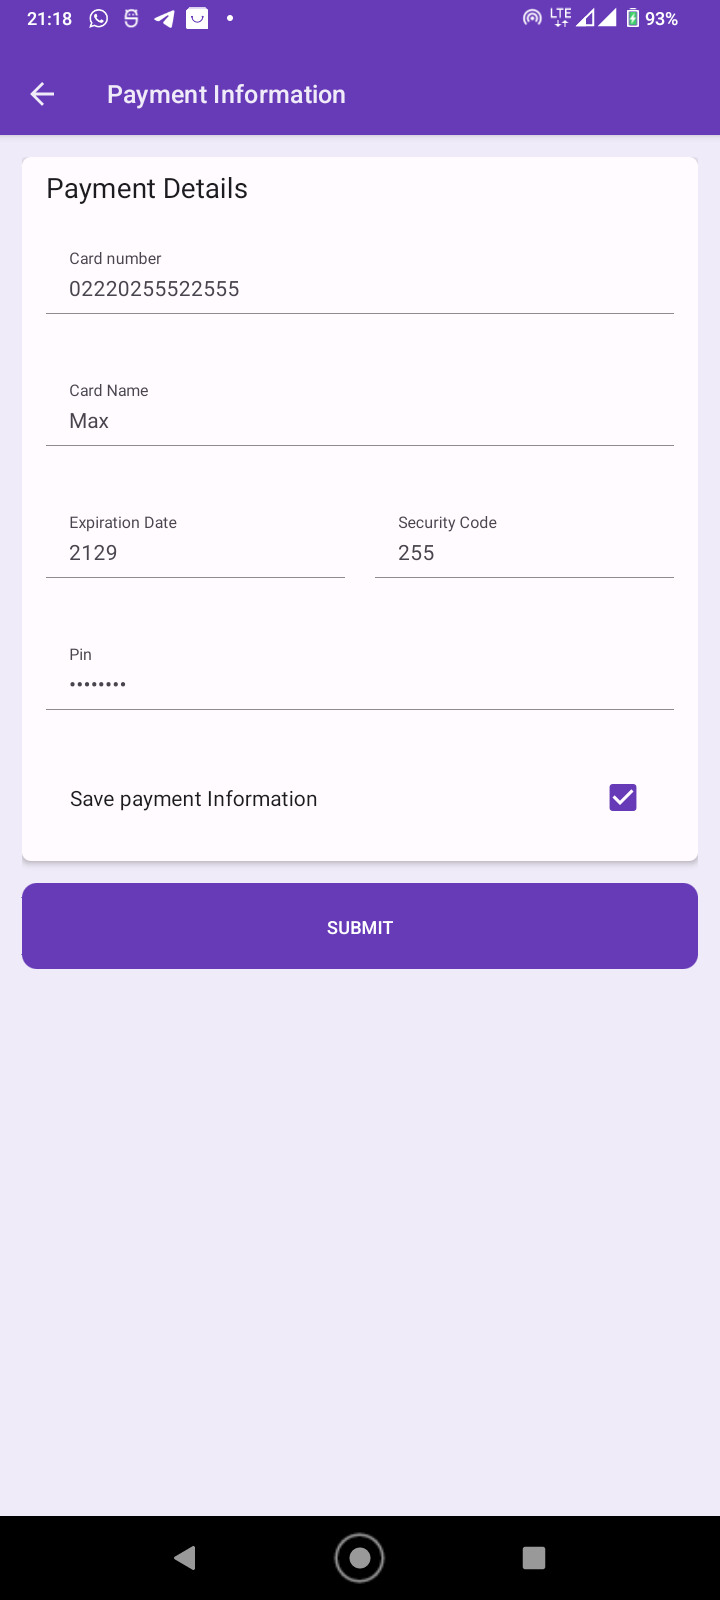 21:18 LTE 93%
Payment Information
Payment Details
Card number
02220255522555
Card Name
Max
Expiration Date Security Code
2129 255
Pin
••••••••
Save payment Information
SUBMIT